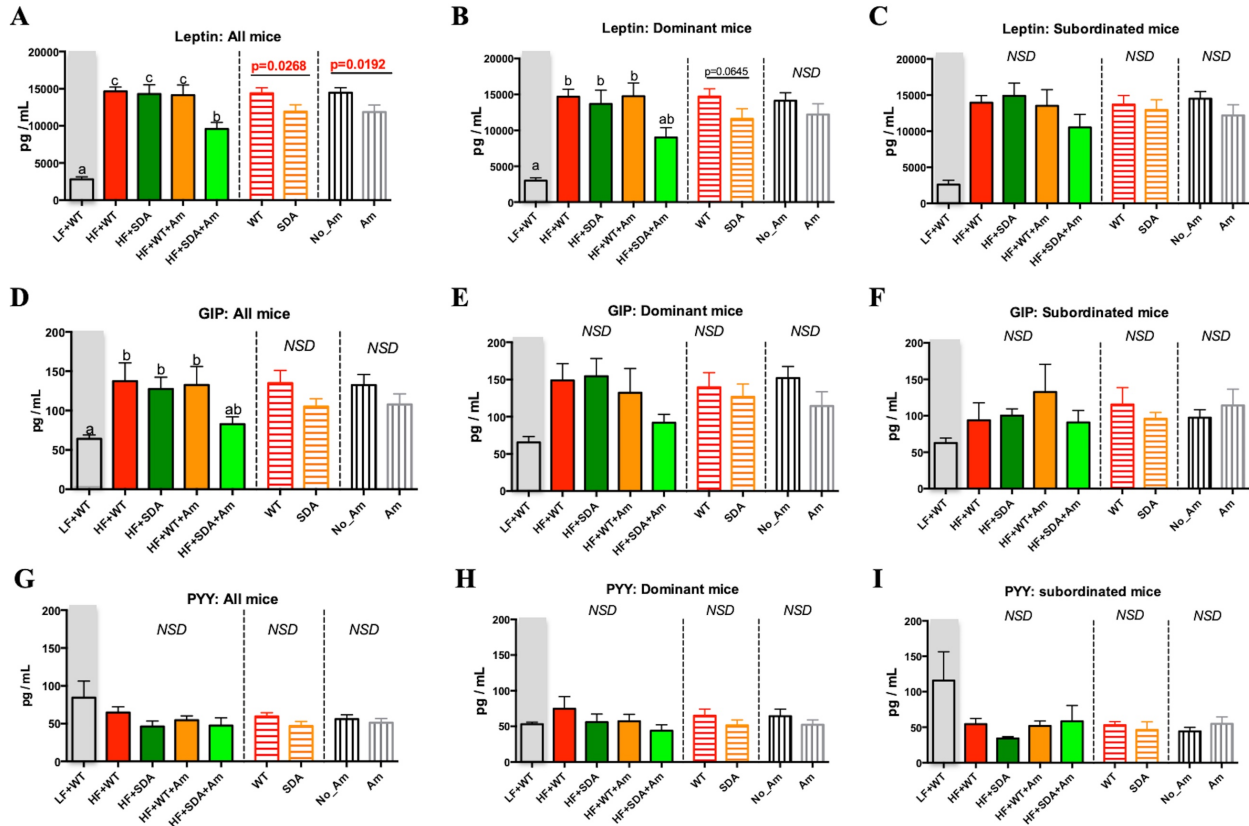 A
Leptin: All mice
pg / mL
20000
15000
10000
5000
0
a
c
c
c
b
p=0.0268
p=0.0192
LF+WT
HF+WT
HF+SDA
HF+WT+Am
HF+SDA+Am
WT
SDA
No_Am
Am
B
Leptin: Dominant mice
pg / mL
20000
15000
10000
5000
0
a
b
b
b
ab
p=0.0645
NSD
LF+WT
HF+WT
HF+SDA
HF+WT+Am
HF+SDA+Am
WT
SDA
No_Am
Am
C
Leptin: Subordinated mice
pg / mL
20000
15000
10000
5000
0
NSD
NSD
NSD
LF+WT
HF+WT
HF+SDA
HF+WT+Am
HF+SDA+Am
WT
SDA
No_Am
Am
D
GIP: All mice
pg / mL
200
150
100
50
0
a
b
b
b
ab
NSD
NSD
LF+WT
HF+WT
HF+SDA
HF+WT+Am
HF+SDA+Am
WT
SDA
No_Am
Am
E
GIP: Dominant mice
pg / mL
200
150
100
50
0
NSD
NSD
NSD
LF+WT
HF+WT
HF+SDA
HF+WT+Am
HF+SDA+Am
WT
SDA
No_Am
Am
F
GIP: Subordinated mice
pg / mL
200
150
100
50
0
NSD
NSD
NSD
LF+WT
HF+WT
HF+SDA
HF+WT+Am
HF+SDA+Am
WT
SDA
No_Am
Am
G
PYY: All mice
pg / mL
200
150
100
50
0
NSD
NSD
NSD
LF+WT
HF+WT
HF+SDA
HF+WT+Am
HF+SDA+Am
WT
SDA
No_Am
Am
H
PYY: Dominant mice
pg / mL
200
150
100
50
0
NSD
NSD
NSD
LF+WT
HF+WT
HF+SDA
HF+WT+Am
HF+SDA+Am
WT
SDA
No_Am
Am
I
PYY: subordinated mice
pg / mL
200
150
100
50
0
NSD
NSD
NSD
LF+WT
HF+WT
HF+SDA
HF+WT+Am
HF+SDA+Am
WT
SDA
No_Am
Am